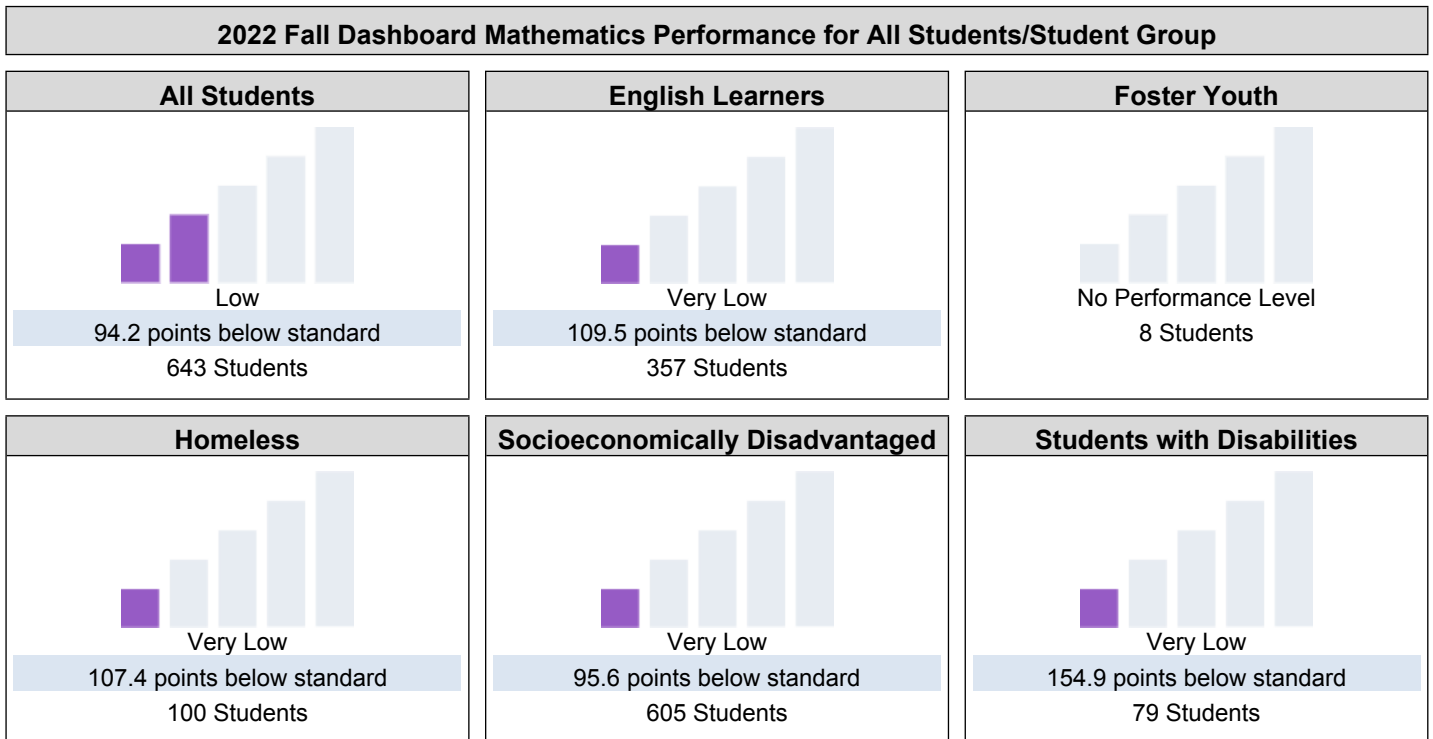 2022 Fall Dashboard Mathematics Performance for All Students/Student Group
All Students
Low
94.2 points below standard
643 Students
English Learners
Very Low
109.5 points below standard
357 Students
Foster Youth
No Performance Level
8 Students
Homeless
Very Low
107.4 points below standard
100 Students
Socioeconomically Disadvantaged
Very Low
95.6 points below standard
605 Students
Students with Disabilities
Very Low
154.9 points below standard
79 Students